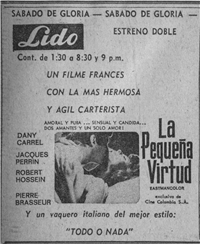 SABADO DE GLORIA — SABADO DE GLORIA —
Lido
ESTRENO DOBLE
Cont. de 1:30 a 8:30 y 9 p.m.
UN FILME FRANCES
CON LA MAS HERMOSA
Y AGIL CARTERISTA
AMORAL Y PURA ... SENSUAL Y CANDIDA...
DOS AMANTES Y UN SOLO AMOR!
DANY
CARREL
JACQUES
PERRIN
ROBERT
HOSSEIN
PIERRE
BRASSEUR
La
Pequeña
Virtud
EASTMANCOLOR
exclusiva de
Cine Colombia S.A.
Y un vaquero italiano del mejor estilo:
"TODO O NADA"